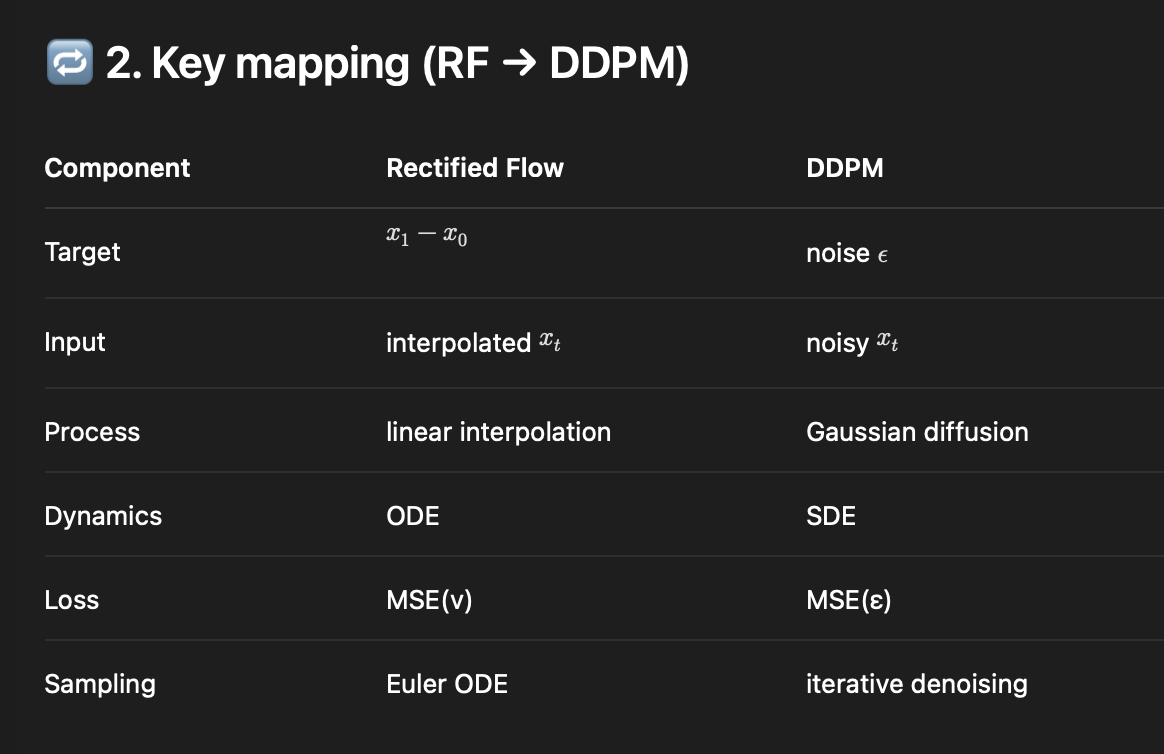 🔁 2. Key mapping (RF → DDPM)
Component Rectified Flow DDPM
Target x₁ − x₀ noise ϵ
Input interpolated xₜ noisy xₜ
Process linear interpolation Gaussian diffusion
Dynamics ODE SDE
Loss MSE(v) MSE(ε)
Sampling Euler ODE iterative denoising